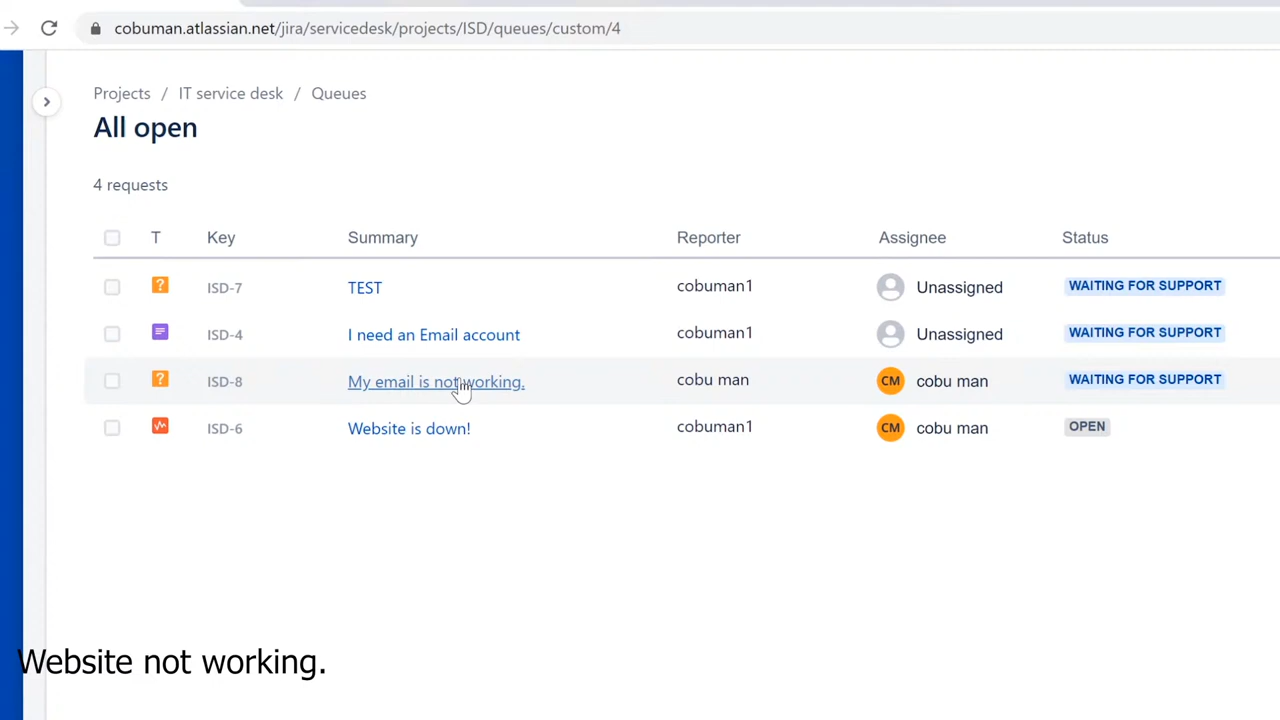 cobuman.atlassian.net/jira/servicedesk/projects/ISD/queues/custom/4
Projects / IT service desk / Queues
All open
4 requests
T Key Summary Reporter Assignee Status
? ISD-7 TEST cobuman1 Unassigned WAITING FOR SUPPORT
ISD-4 I need an Email account cobuman1 Unassigned WAITING FOR SUPPORT
? ISD-8 My email is not working. cobu man CM cobu man WAITING FOR SUPPORT
ISD-6 Website is down! cobuman1 CM cobu man OPEN
Website not working.